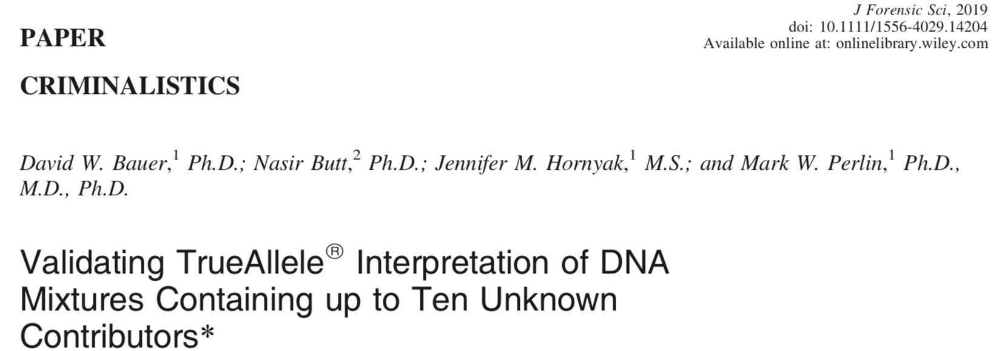 J Forensic Sci, 2019
doi: 10.1111/1556-4029.14204
Available online at: onlinelibrary.wiley.com
PAPER
CRIMINALISTICS
David W. Bauer,¹ Ph.D.; Nasir Butt,² Ph.D.; Jennifer M. Hornyak,¹ M.S.; and Mark W. Perlin,¹ Ph.D.,
M.D., Ph.D.
Validating TrueAllele® Interpretation of DNA
Mixtures Containing up to Ten Unknown
Contributors*